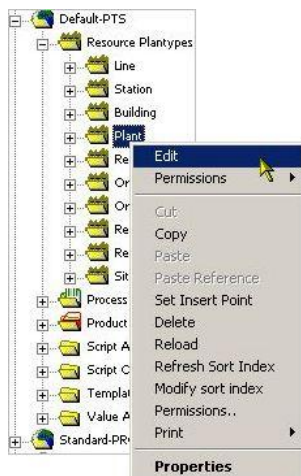 Default-PTS
Resource Plantypes
Line
Station
Building
Plant
Re
Or
Or
Re
Re
Sit
Process
Product
Script A
Script C
Templat
Value A
Standard-PR
Edit
Permissions
Cut
Copy
Paste
Paste Reference
Set Insert Point
Delete
Reload
Refresh Sort Index
Modify sort index
Permissions..
Print
Properties